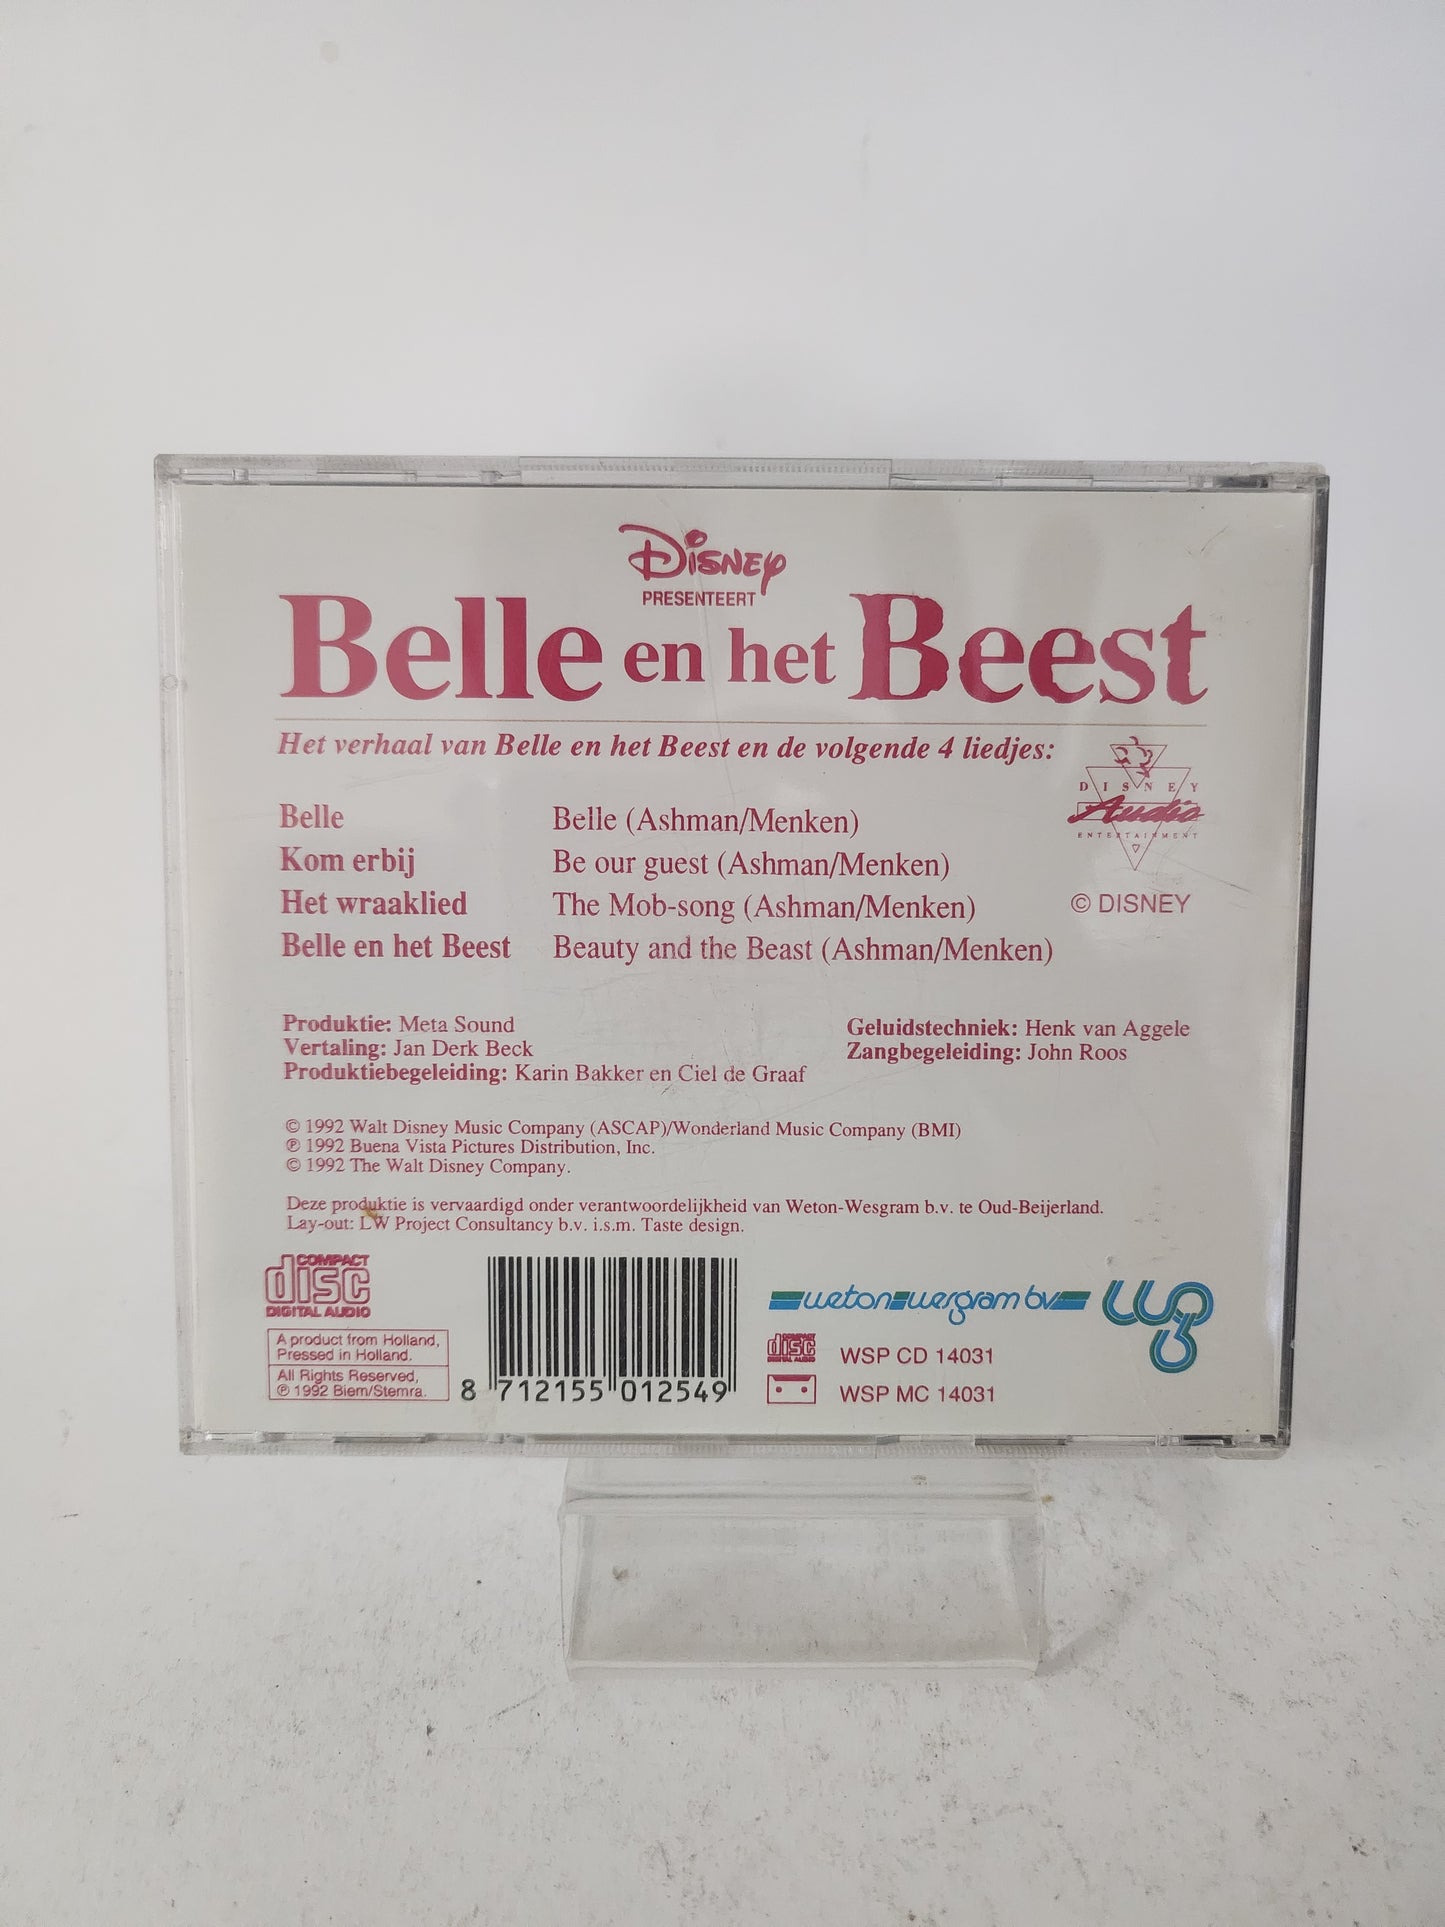 Disney
PRESENTEERT
Belle en het Beest
Het verhaal van Belle en het Beest en de volgende 4 liedjes:
Belle Belle (Ashman/Menken)
Kom erbij Be our guest (Ashman/Menken)
Het wraaklied The Mob-song (Ashman/Menken)
Belle en het Beest Beauty and the Beast (Ashman/Menken)
DISNEY
Audio
ENTERTAINMENT
© DISNEY
Produktie: Meta Sound
Vertaling: Jan Derk Beck
Produktiebegeleiding: Karin Bakker en Ciel de Graaf
Geluidstechniek: Henk van Aggele
Zangbegeleiding: John Roos
© 1992 Walt Disney Music Company (ASCAP)/Wonderland Music Company (BMI)
℗ 1992 Buena Vista Pictures Distribution, Inc.
© 1992 The Walt Disney Company.
Deze produktie is vervaardigd onder verantwoordelijkheid van Weton-Wesgram b.v. te Oud-Beijerland.
Lay-out: LW Project Consultancy b.v. i.s.m. Taste design.
COMPACT
disc
DIGITAL AUDIO
A product from Holland,
Pressed in Holland.
All Rights Reserved,
℗ 1992 Biem/Stemra.
8 712155 012549
weton wesgram bv
COMPACT
disc
DIGITAL AUDIO
WSP CD 14031
WSP MC 14031